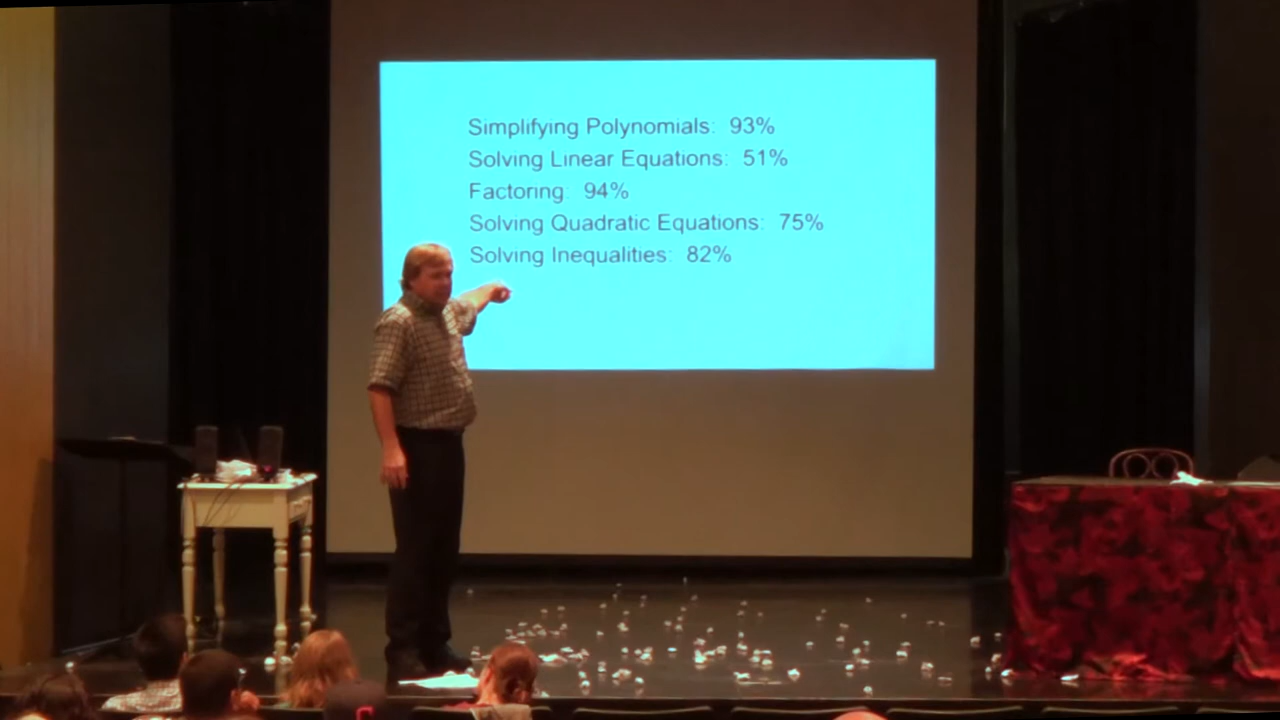 Simplifying Polynomials: 93%
Solving Linear Equations: 51%
Factoring: 94%
Solving Quadratic Equations: 75%
Solving Inequalities: 82%